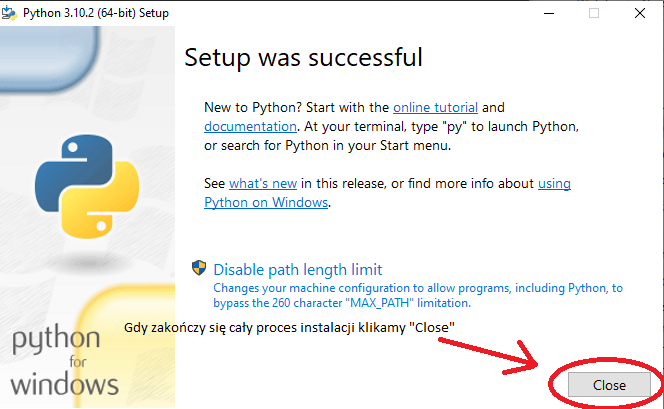 Python 3.10.2 (64-bit) Setup
Setup was successful
New to Python? Start with the online tutorial and
documentation. At your terminal, type "py" to launch Python,
or search for Python in your Start menu.
See what's new in this release, or find more info about using
Python on Windows.
Disable path length limit
Changes your machine configuration to allow programs, including Python, to
bypass the 260 character "MAX_PATH" limitation.
Gdy zakończy się cały proces instalacji klikamy "Close"
python
for
windows
Close